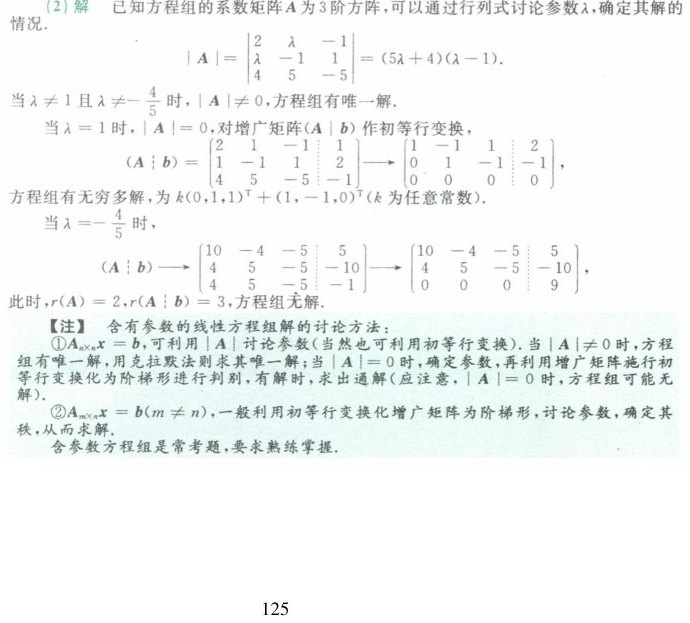 (2) 解 已知方程组的系数矩阵 A 为3阶方阵,可以通过行列式讨论参数λ,确定其解的
情况.
| A | = | 2 λ -1 |
| λ -1 1 | = (5λ+4)(λ-1).
| 4 5 -5 |
当 λ ≠ 1 且 λ ≠ -4/5 时, | A | ≠ 0,方程组有唯一解.
当 λ = 1 时, | A | = 0,对增广矩阵(A ┆ b) 作初等行变换,
(A ┆ b) = [2 1 -1 ┆ 1] → [1 -1 1 ┆ 2]
[1 -1 1 ┆ 2] [0 1 -1 ┆ -1],
[4 5 -5 ┆ -1] [0 0 0 ┆ 0]
方程组有无穷多解,为 k(0,1,1)ᵀ + (1,-1,0)ᵀ(k 为任意常数).
当 λ = -4/5 时,
(A ┆ b) → [10 -4 -5 ┆ 5] → [10 -4 -5 ┆ 5]
[4 5 -5 ┆ -10] [4 5 -5 ┆ -10],
[4 5 -5 ┆ -1] [0 0 0 ┆ 9]
此时,r(A) = 2,r(A ┆ b) = 3,方程组无解.
【注】 含有参数的线性方程组解的讨论方法:
①Aₙ×ₙx = b,可利用 | A | 讨论参数(当然也可利用初等行变换).当 | A | ≠ 0 时,方程
组有唯一解,用克拉默法则求其唯一解;当 | A | = 0 时,确定参数,再利用增广矩阵施行初
等行变换化为阶梯形进行判别,有解时,求出通解(应注意, | A | = 0 时,方程组可能无
解).
②Aₘ×ₙx = b(m ≠ n),一般利用初等行变换化增广矩阵为阶梯形,讨论参数,确定其
秩,从而求解.
含参数方程组是常考题,要求熟练掌握.
125